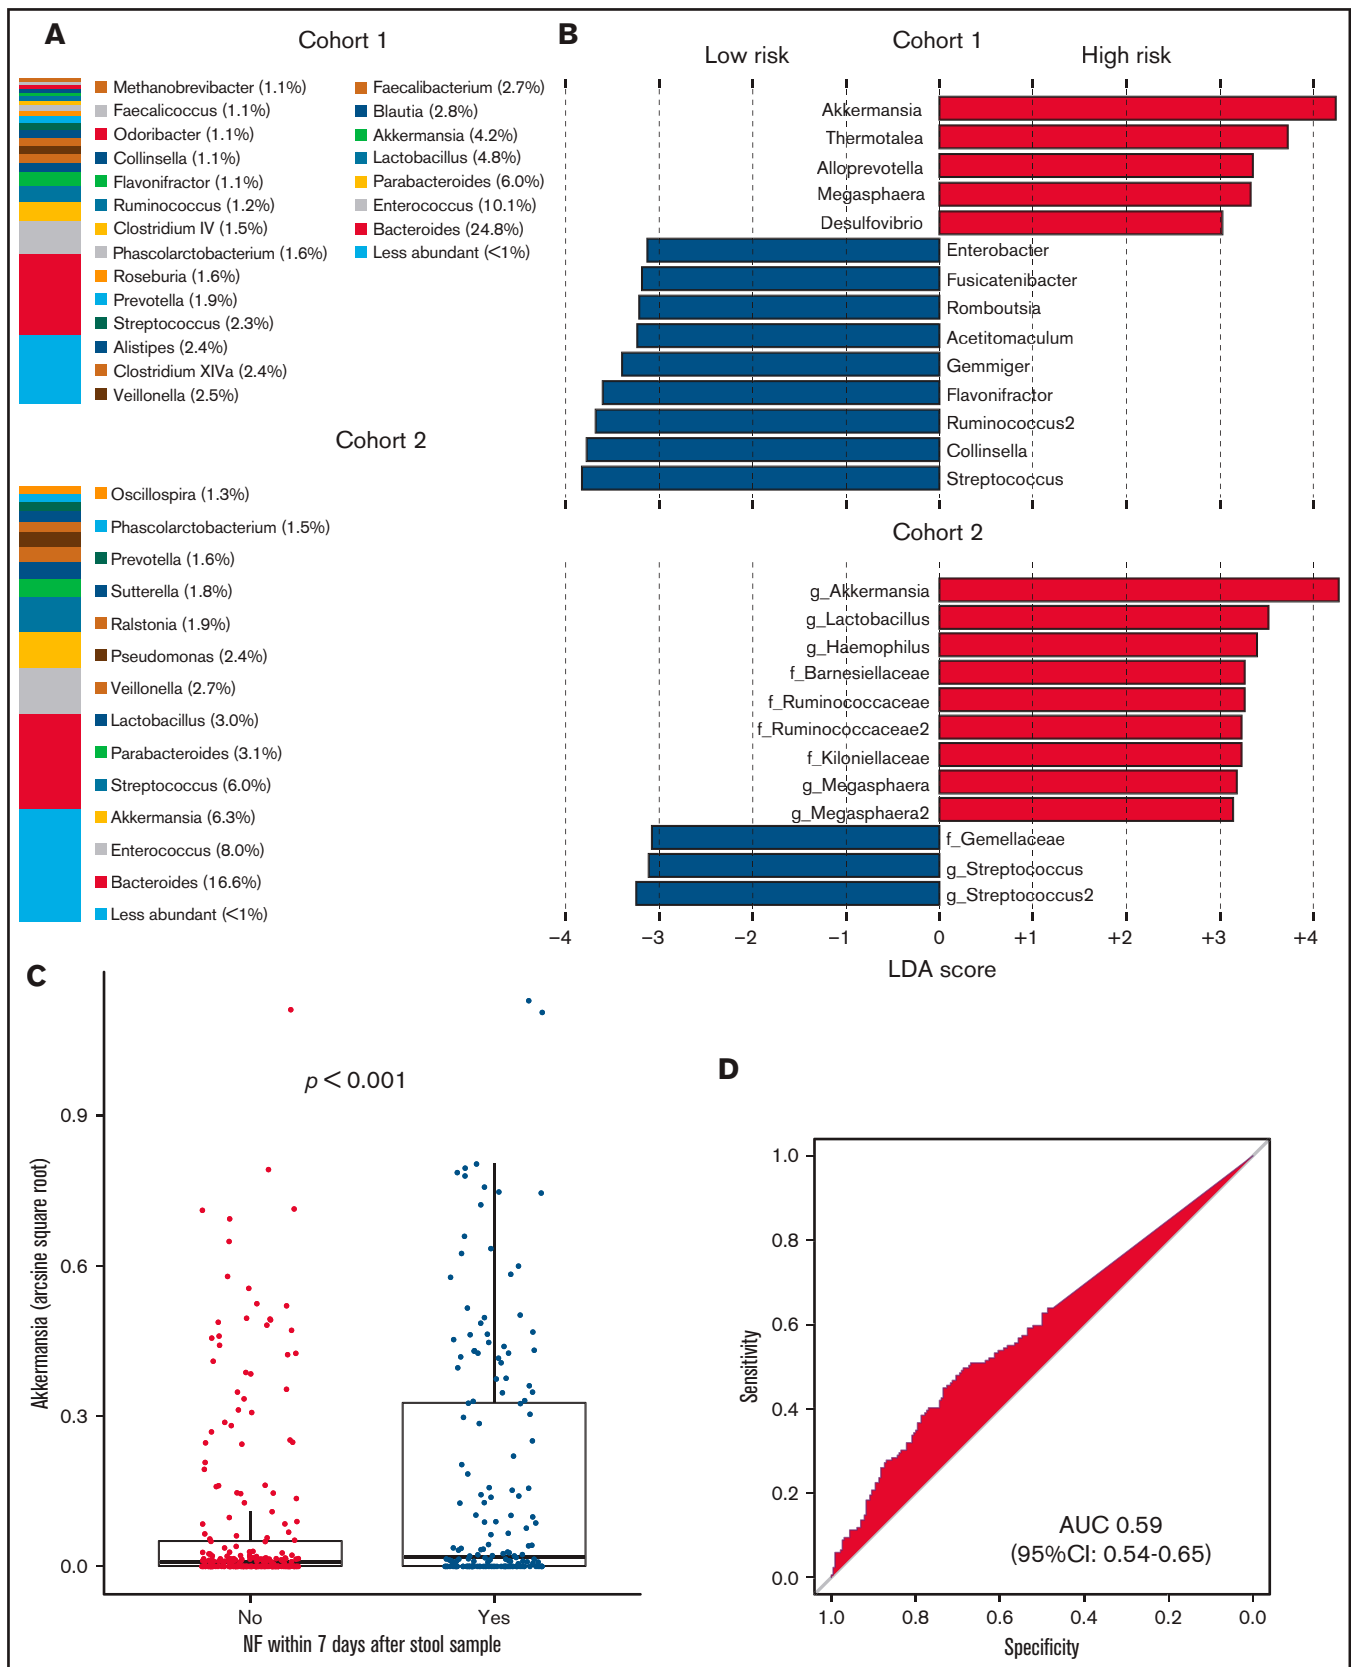 A
Cohort 1
Methanobrevibacter (1.1%)
Faecalicoccus (1.1%)
Odoribacter (1.1%)
Collinsella (1.1%)
Flavonifractor (1.1%)
Ruminococcus (1.2%)
Clostridium IV (1.5%)
Phascolarctobacterium (1.6%)
Roseburia (1.6%)
Prevotella (1.9%)
Streptococcus (2.3%)
Alistipes (2.4%)
Clostridium XIVa (2.4%)
Veillonella (2.5%)
Faecalibacterium (2.7%)
Blautia (2.8%)
Akkermansia (4.2%)
Lactobacillus (4.8%)
Parabacteroides (6.0%)
Enterococcus (10.1%)
Bacteroides (24.8%)
Less abundant (<1%)
Cohort 2
Oscillospira (1.3%)
Phascolarctobacterium (1.5%)
Prevotella (1.6%)
Sutterella (1.8%)
Ralstonia (1.9%)
Pseudomonas (2.4%)
Veillonella (2.7%)
Lactobacillus (3.0%)
Parabacteroides (3.1%)
Streptococcus (6.0%)
Akkermansia (6.3%)
Enterococcus (8.0%)
Bacteroides (16.6%)
Less abundant (<1%)
B
Cohort 1
Low risk
High risk
Akkermansia
Thermotalea
Alloprevotella
Megasphaera
Desulfovibrio
Enterobacter
Fusicatenibacter
Romboutsia
Acetitomaculum
Gemmiger
Flavonifractor
Ruminococcus2
Collinsella
Streptococcus
Cohort 2
g_Akkermansia
g_Lactobacillus
g_Haemophilus
f_Barnesiellaceae
f_Ruminococcaceae
f_Ruminococcaceae2
f_Kiloniellaceae
g_Megasphaera
g_Megasphaera2
f_Gemellaceae
g_Streptococcus
g_Streptococcus2
−4 −3 −2 −1 0 +1 +2 +3 +4
LDA score
C
p < 0.001
0.9
0.6
0.3
0.0
Akkermansia (arcsine square root)
No Yes
NF within 7 days after stool sample
D
1.0
0.8
0.6
0.4
0.2
0.0
Sensitivity
AUC 0.59
(95%CI: 0.54-0.65)
1.0 0.8 0.6 0.4 0.2 0.0
Specificity